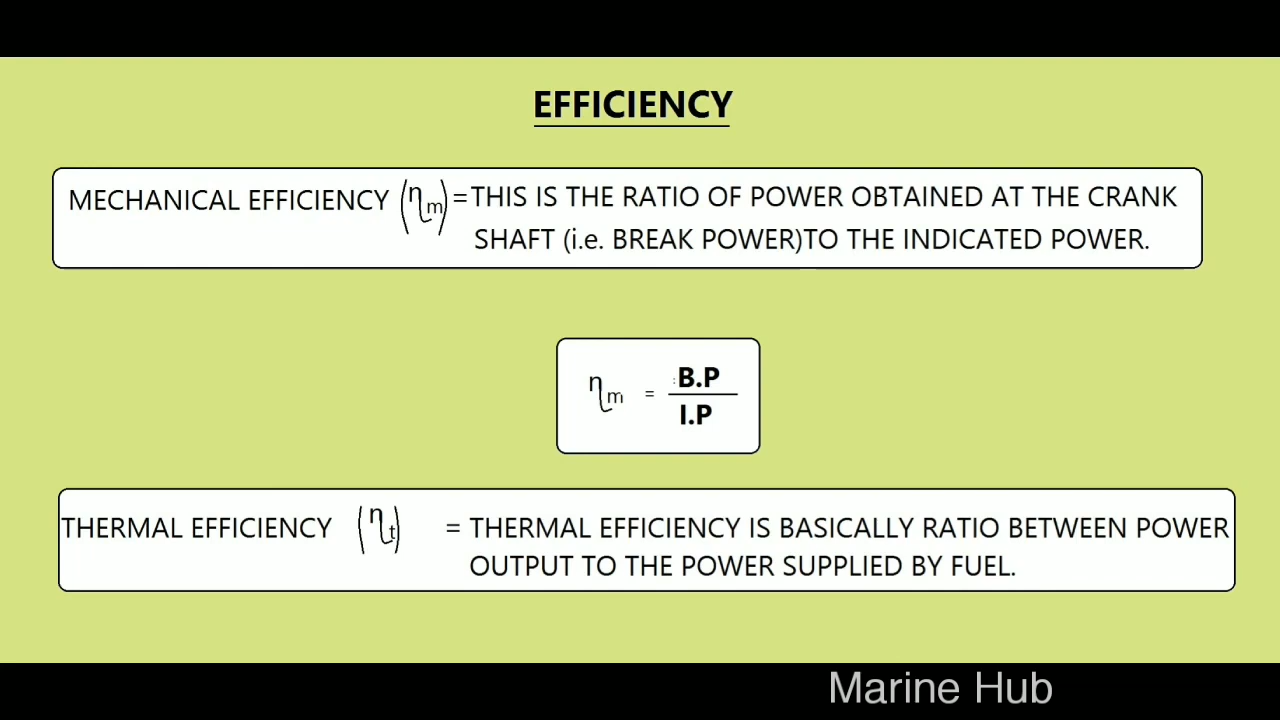 EFFICIENCY
MECHANICAL EFFICIENCY (ηm) = THIS IS THE RATIO OF POWER OBTAINED AT THE CRANK
SHAFT (i.e. BREAK POWER)TO THE INDICATED POWER.
ηm = B.P
I.P
THERMAL EFFICIENCY (ηt) = THERMAL EFFICIENCY IS BASICALLY RATIO BETWEEN POWER
OUTPUT TO THE POWER SUPPLIED BY FUEL.
Marine Hub